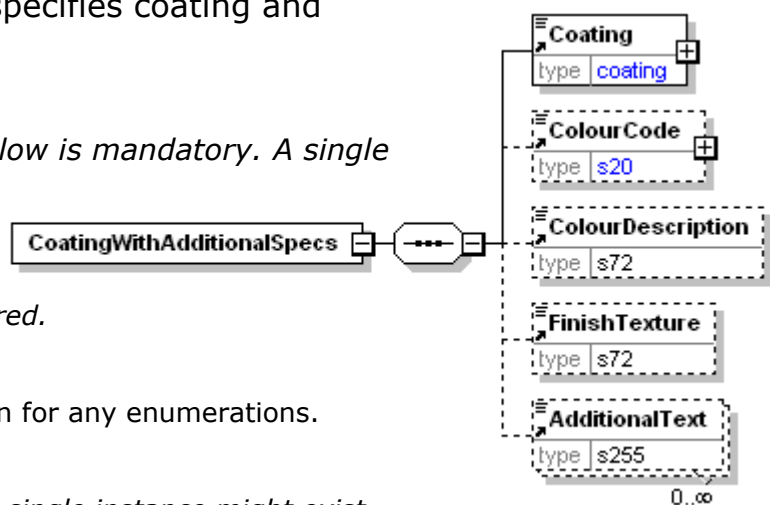 specifies coating and
low is mandatory. A single
red.
n for any enumerations.
single instance might exist
CoatingWithAdditionalSpecs
Coating
type coating
ColourCode
type s20
ColourDescription
type s72
FinishTexture
type s72
AdditionalText
type s255
0..∞